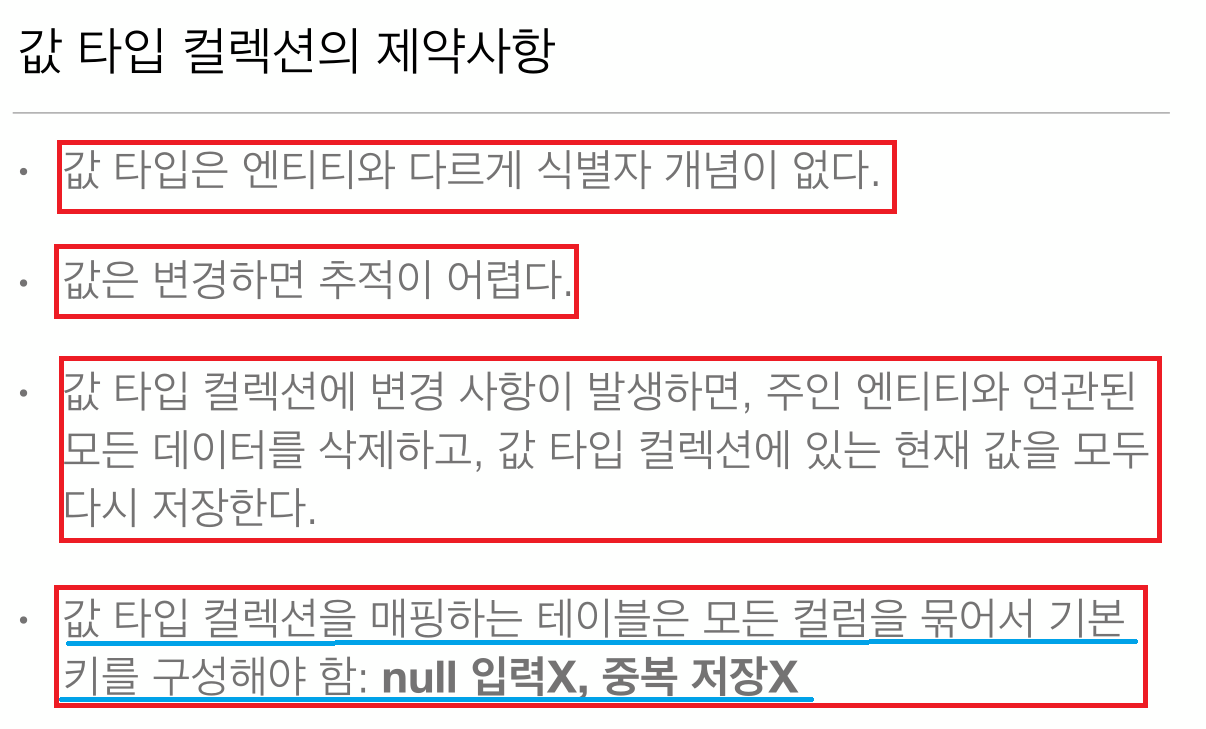 값 타입 컬렉션의 제약사항
• 값 타입은 엔티티와 다르게 식별자 개념이 없다.
• 값은 변경하면 추적이 어렵다.
• 값 타입 컬렉션에 변경 사항이 발생하면, 주인 엔티티와 연관된
모든 데이터를 삭제하고, 값 타입 컬렉션에 있는 현재 값을 모두
다시 저장한다.
• 값 타입 컬렉션을 매핑하는 테이블은 모든 컬럼을 묶어서 기본
키를 구성해야 함: null 입력X, 중복 저장X